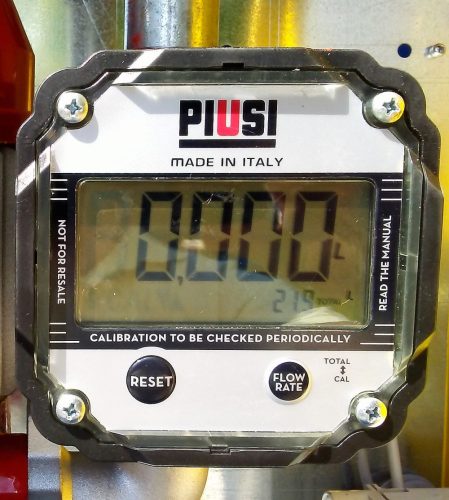 PIUSI
MADE IN ITALY
NOT FOR RESALE
0,000 L
219 TOTAL L
READ THE MANUAL
CALIBRATION TO BE CHECKED PERIODICALLY
RESET
FLOW
RATE
TOTAL
↕
CAL